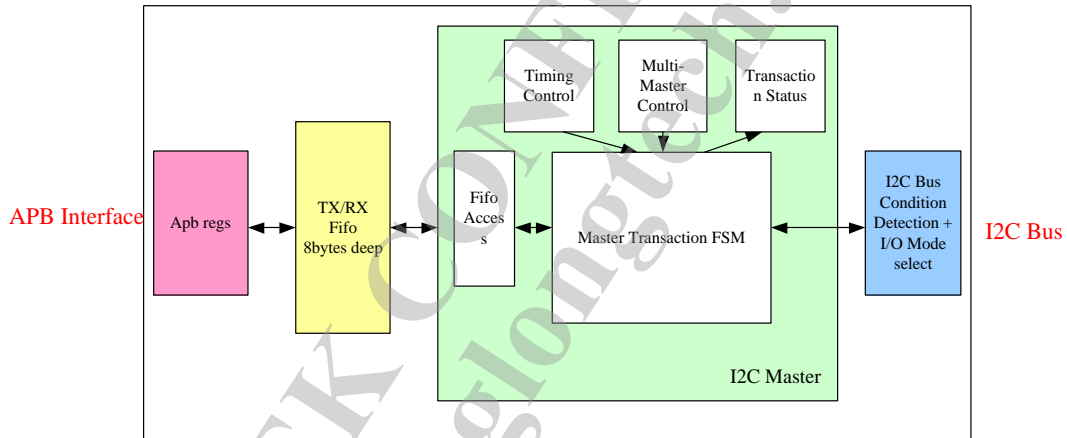 APB Interface
Apb regs
TX/RX
Fifo
8bytes deep
Fifo
Acces
s
Timing
Control
Multi-
Master
Control
Transactio
n Status
Master Transaction FSM
I2C Master
I2C Bus
Condition
Detection +
I/O Mode
select
I2C Bus